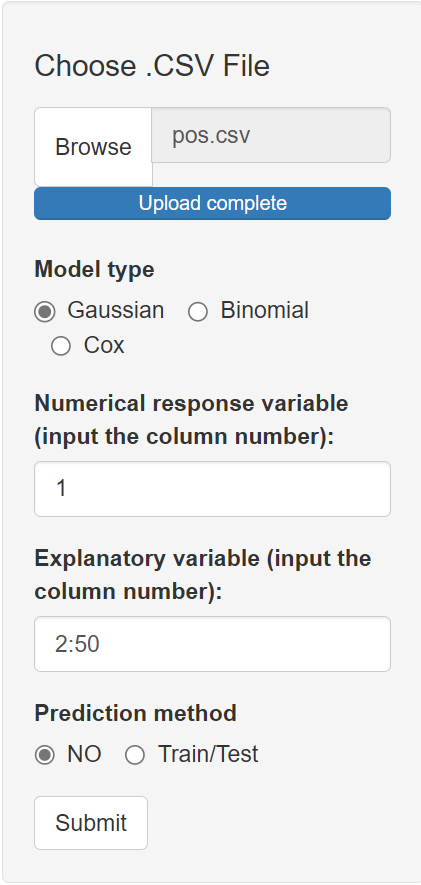 Choose .CSV File
Browse pos.csv
Upload complete
Model type
Gaussian Binomial
Cox
Numerical response variable
(input the column number):
1
Explanatory variable (input the
column number):
2:50
Prediction method
NO Train/Test
Submit